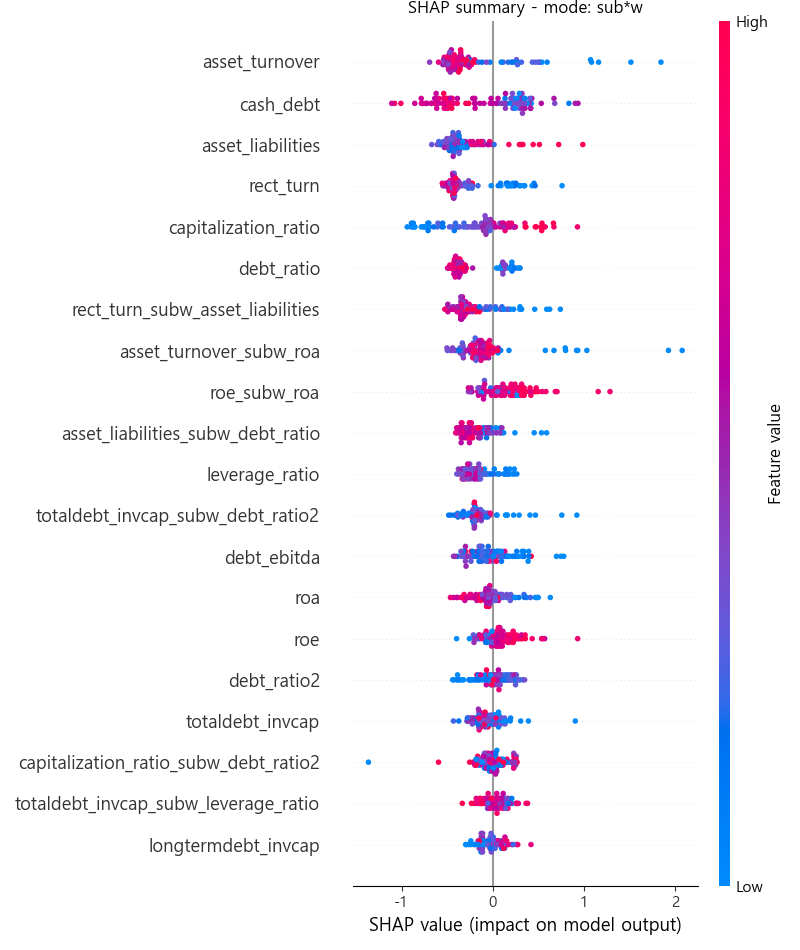 SHAP summary - mode: sub*w
High
asset_turnover
cash_debt
asset_liabilities
rect_turn
capitalization_ratio
debt_ratio
rect_turn_subw_asset_liabilities
asset_turnover_subw_roa
roe_subw_roa
asset_liabilities_subw_debt_ratio
leverage_ratio
totaldebt_invcap_subw_debt_ratio2
debt_ebitda
roa
roe
debt_ratio2
totaldebt_invcap
capitalization_ratio_subw_debt_ratio2
totaldebt_invcap_subw_leverage_ratio
longtermdebt_invcap
Feature value
Low
-1 0 1 2
SHAP value (impact on model output)